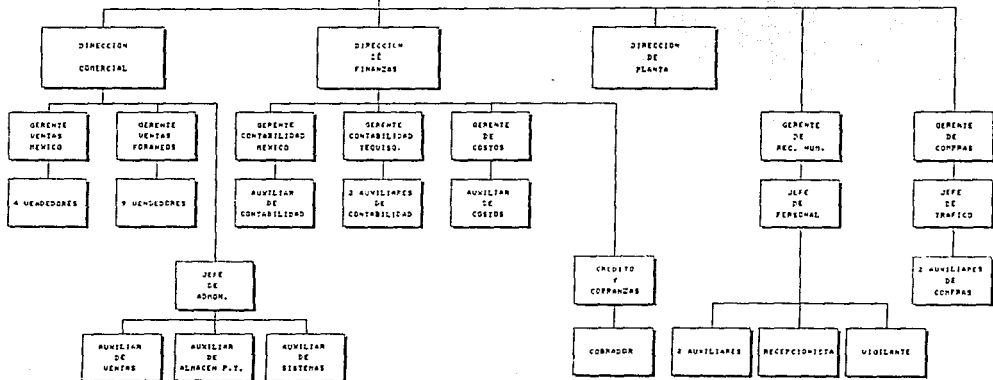 DIRECCION
COMERCIAL
DIRECCION
DE
FINANZAS
DIRECCION
DE
PLANTA
GERENTE
VENTAS
MEXICO
GERENTE
VENTAS
FORANEOS
GERENTE
CONTABILIDAD
MEXICO
GERENTE
CONTABILIDAD
TEQUISQ.
GERENTE
DE
COSTOS
GERENTE
DE
REC. HUM.
GERENTE
DE
COMPRAS
4 VENDEDORES
9 VENDEDORES
AUXILIAR
DE
CONTABILIDAD
2 AUXILIARES
DE
CONTABILIDAD
AUXILIAR
DE
COSTOS
JEFE
DE
PERSONAL
JEFE
DE
TRAFICO
JEFE
DE
ADMON.
CREDITO
Y
COBRANZAS
2 AUXILIARES
DE
COMPRAS
AUXILIAR
DE
VENTAS
AUXILIAR
DE
ALMACEN P.T.
AUXILIAR
DE
SISTEMAS
COBRADOR
2 AUXILIARES
RECEPCIONISTA
VIGILANTE